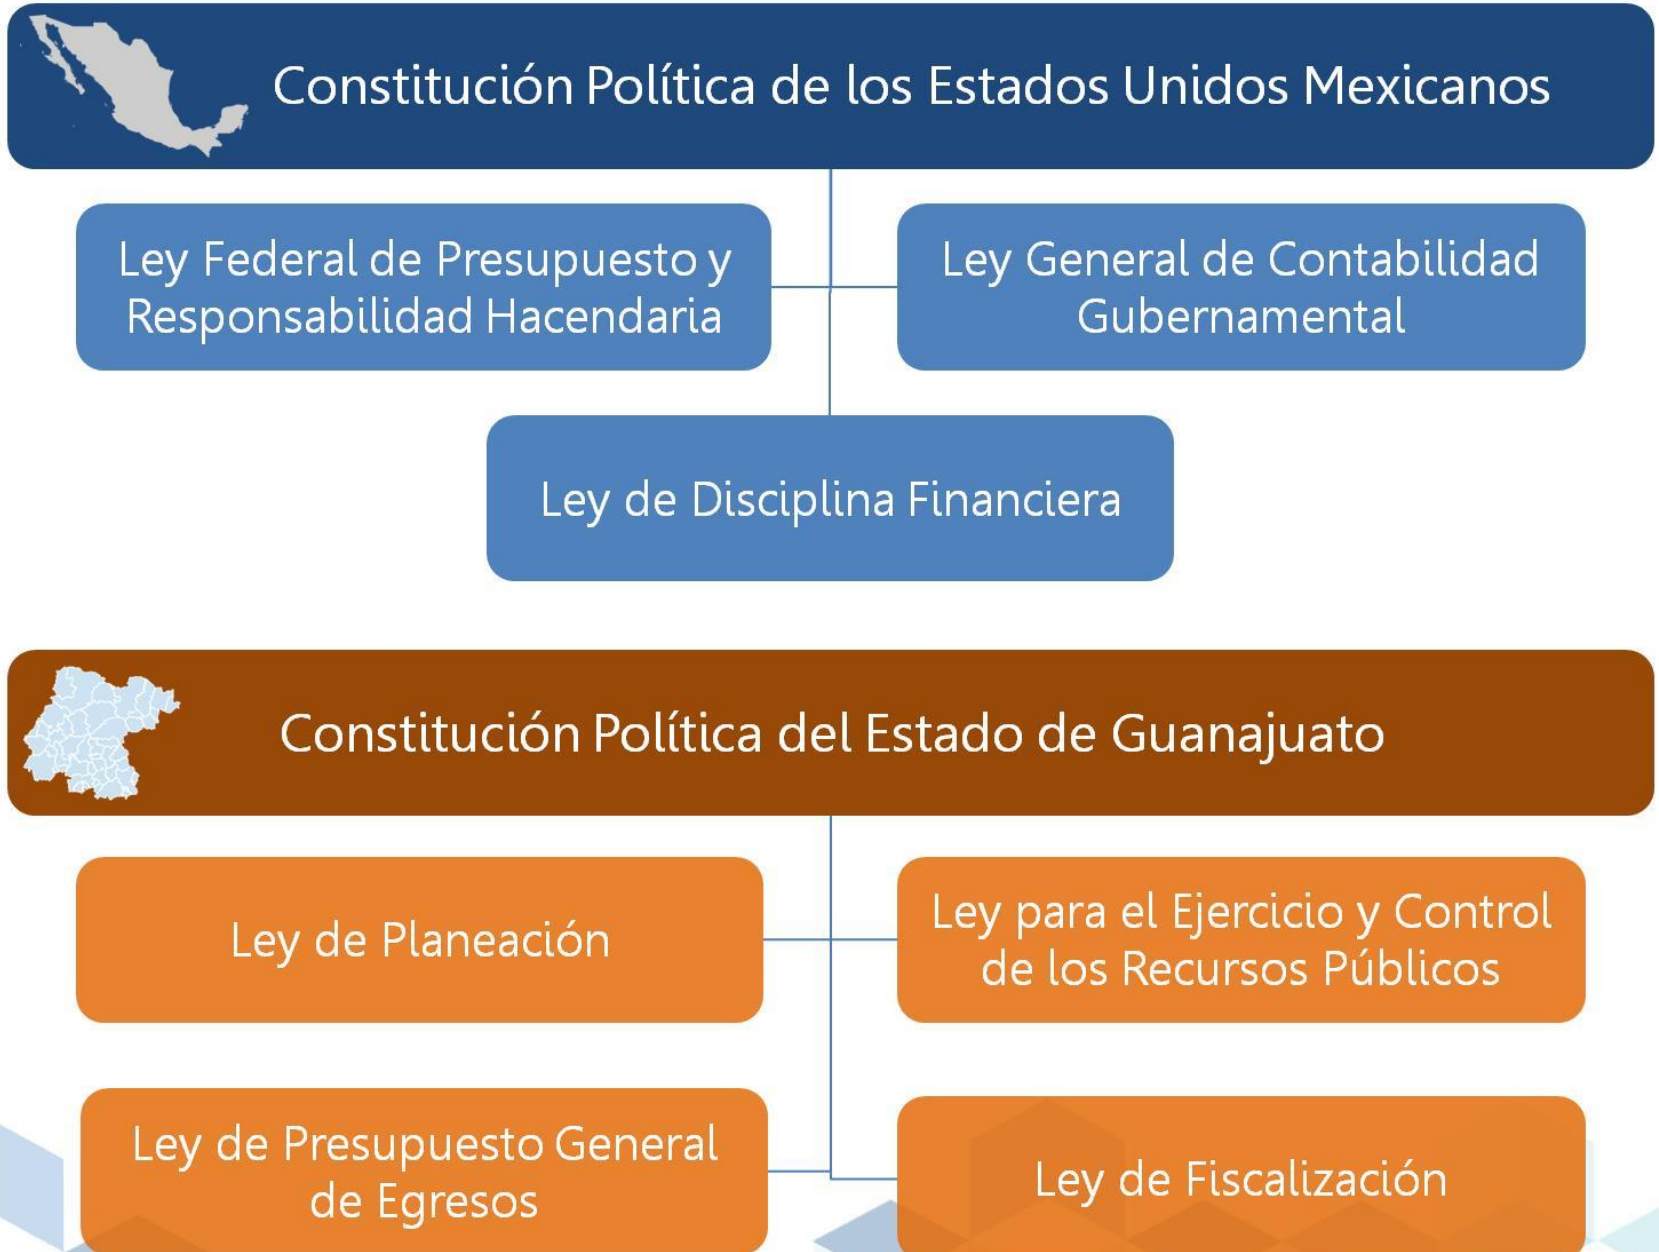 Constitución Política de los Estados Unidos Mexicanos
Ley Federal de Presupuesto y
Responsabilidad Hacendaria
Ley General de Contabilidad
Gubernamental
Ley de Disciplina Financiera
Constitución Política del Estado de Guanajuato
Ley de Planeación
Ley para el Ejercicio y Control
de los Recursos Públicos
Ley de Presupuesto General
de Egresos
Ley de Fiscalización